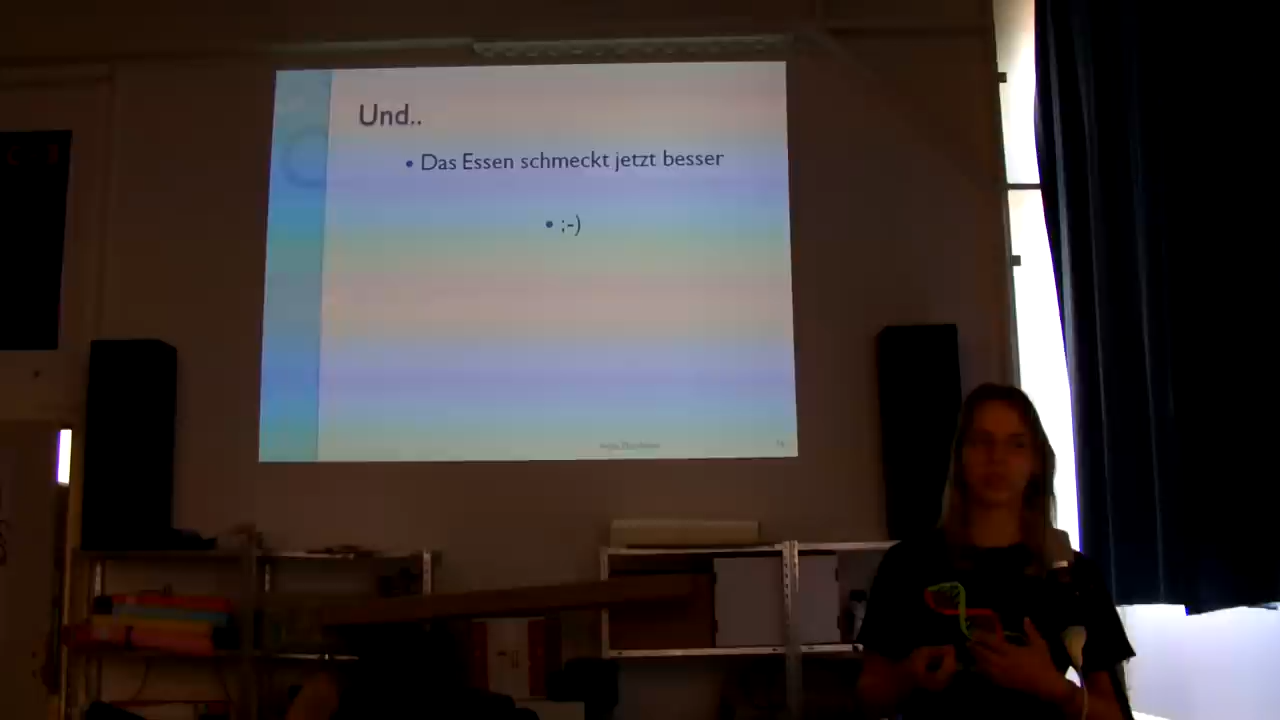 Und..
• Das Essen schmeckt jetzt besser
• ;-)